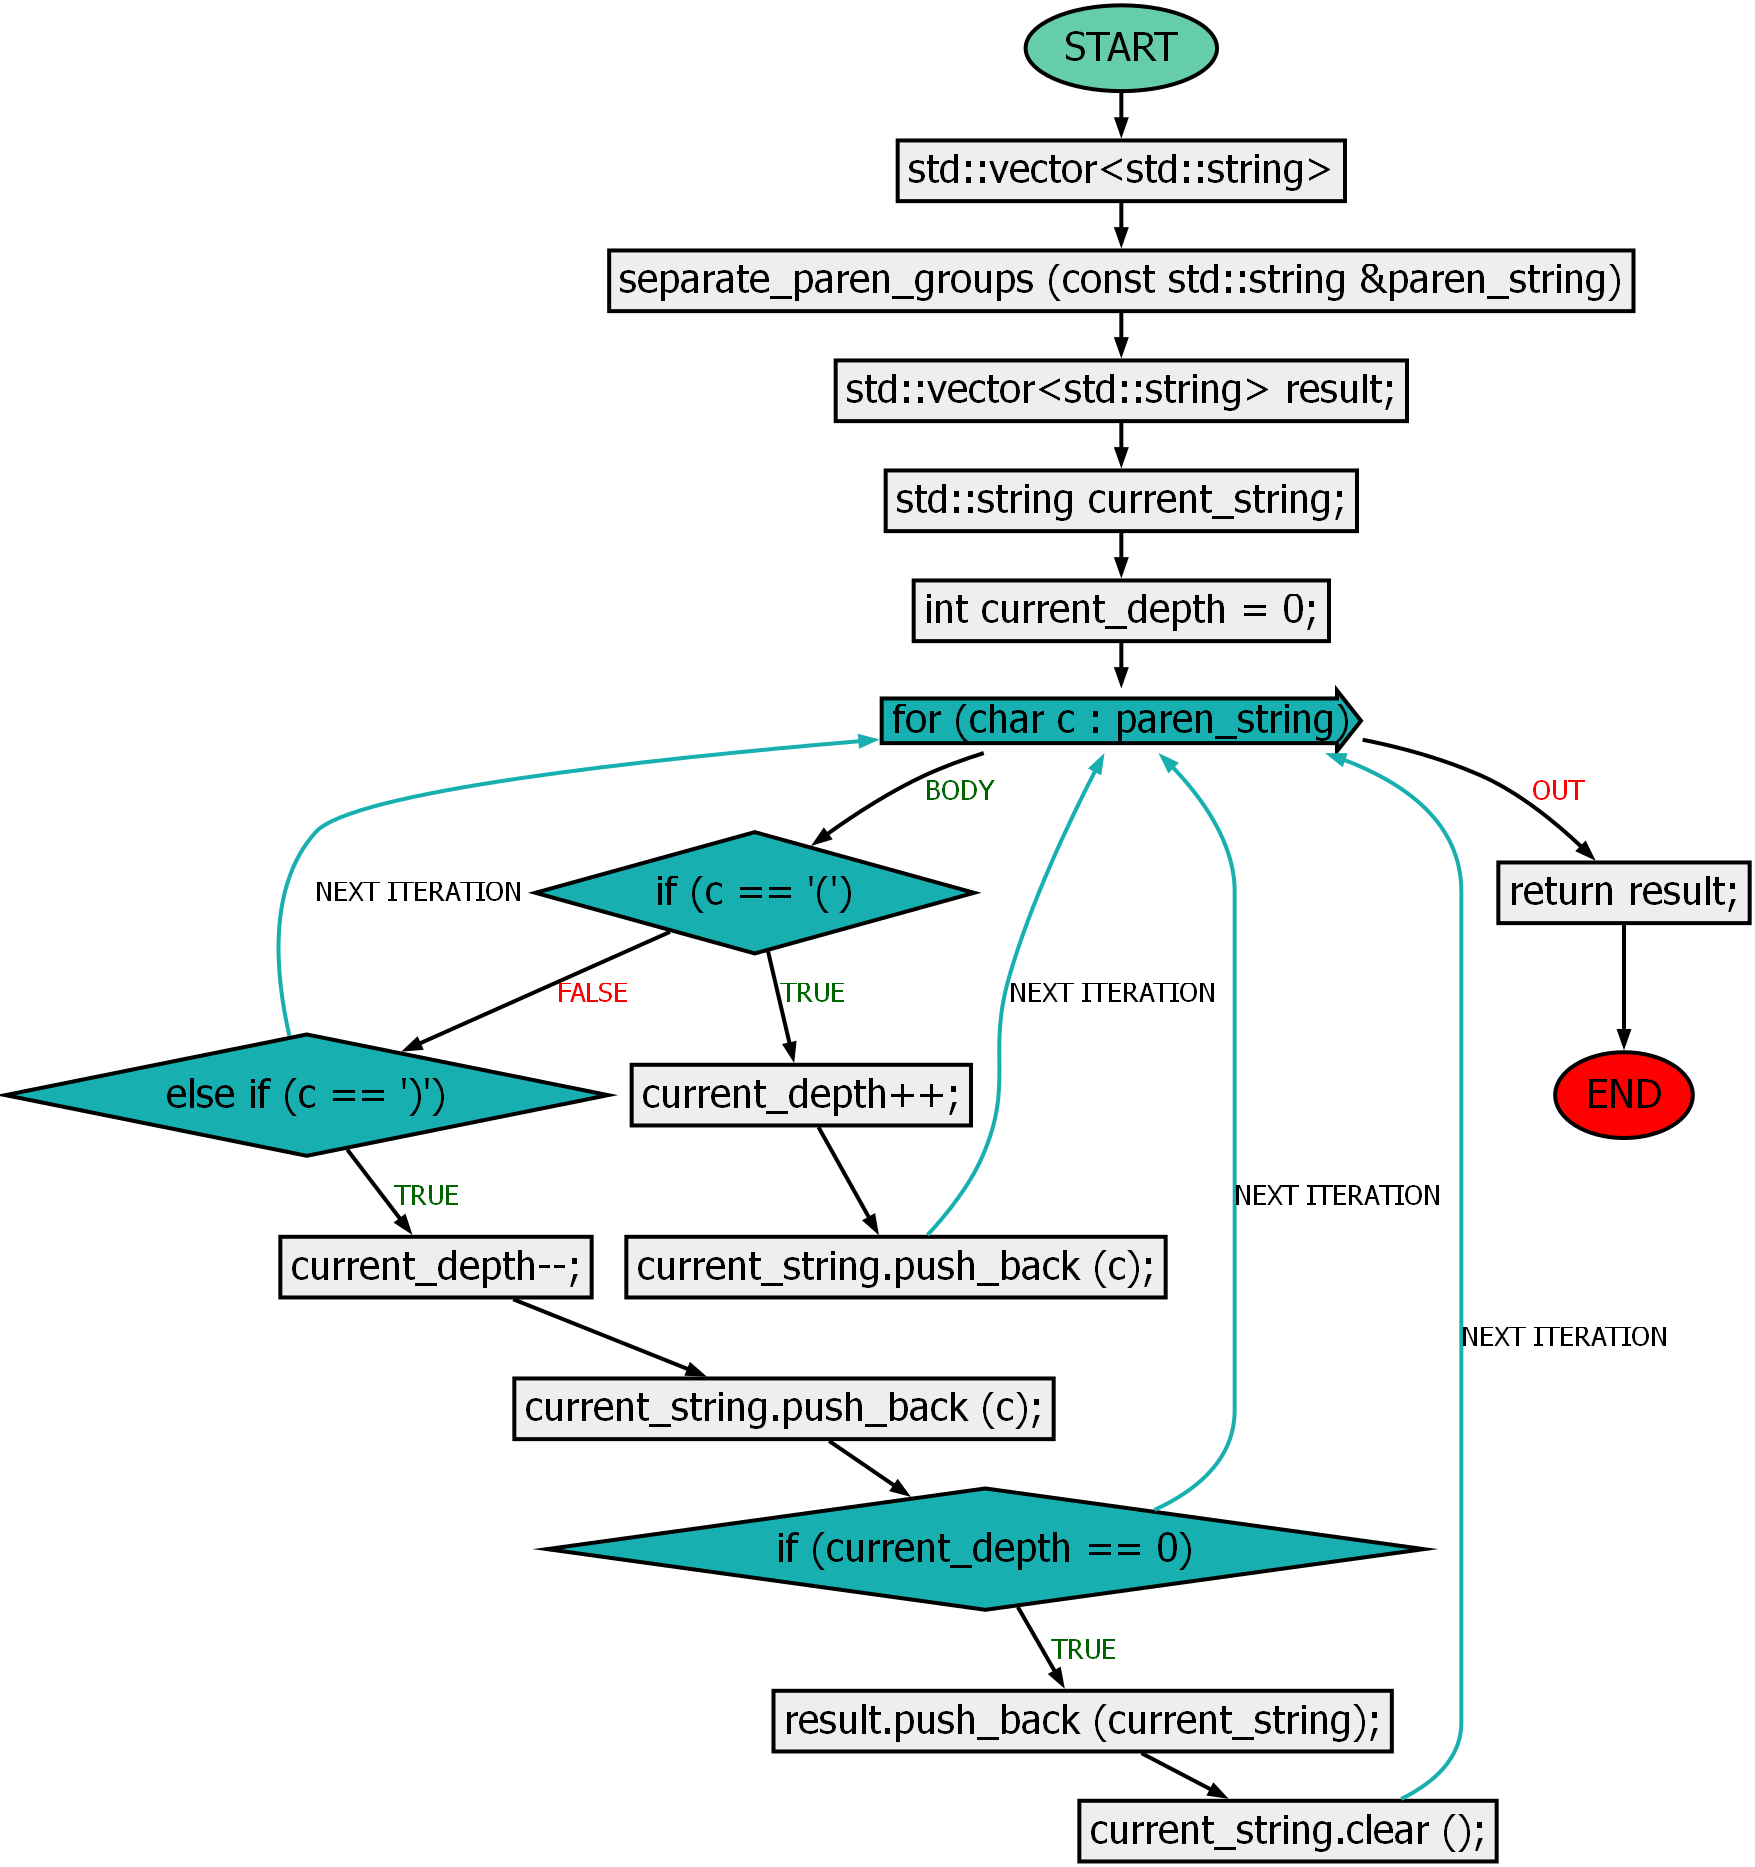 START
std::vector<std::string>
separate_paren_groups (const std::string &paren_string)
std::vector<std::string> result;
std::string current_string;
int current_depth = 0;
for (char c : paren_string)
BODY
OUT
NEXT ITERATION
if (c == '(')
return result;
FALSE
TRUE
NEXT ITERATION
else if (c == ')')
current_depth++;
END
TRUE
NEXT ITERATION
current_depth--;
current_string.push_back (c);
NEXT ITERATION
current_string.push_back (c);
if (current_depth == 0)
TRUE
result.push_back (current_string);
current_string.clear ();